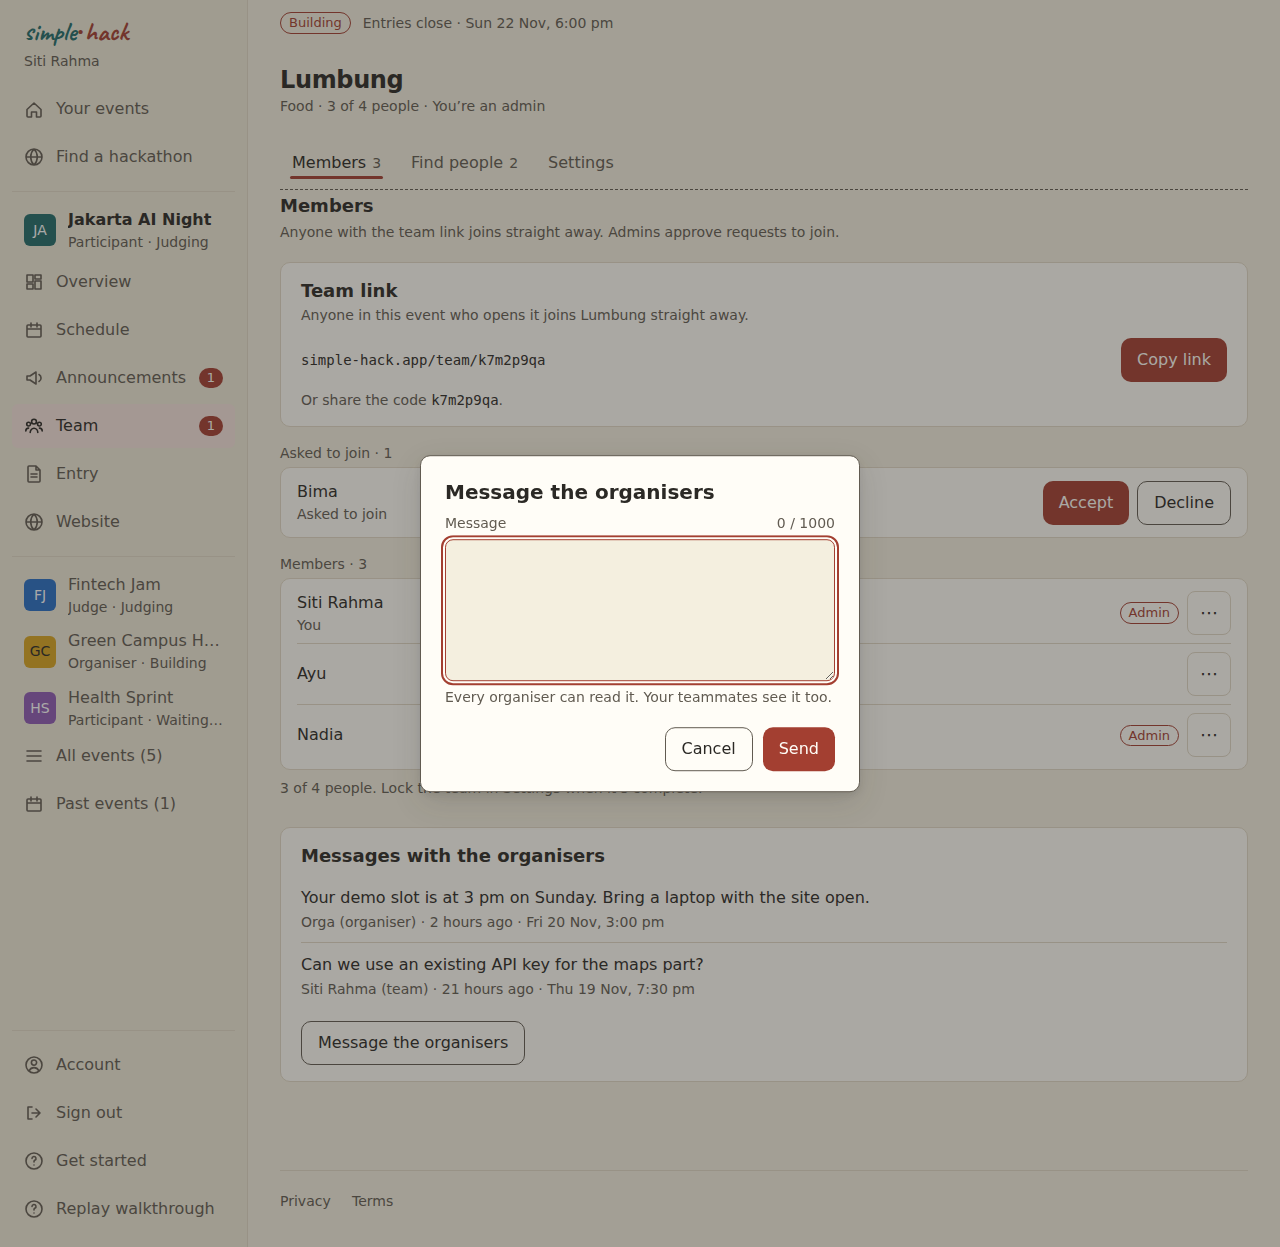 simple·hack
Siti Rahma
Your events
Find a hackathon
JA
Jakarta AI Night
Participant · Judging
Overview
Schedule
Announcements 1
Team 1
Entry
Website
FJ
Fintech Jam
Judge · Judging
GC
Green Campus H…
Organiser · Building
HS
Health Sprint
Participant · Waiting…
All events (5)
Past events (1)
Account
Sign out
Get started
Replay walkthrough
Building Entries close · Sun 22 Nov, 6:00 pm
Lumbung
Food · 3 of 4 people · You’re an admin
Members 3 Find people 2 Settings
Members
Anyone with the team link joins straight away. Admins approve requests to join.
Team link
Anyone in this event who opens it joins Lumbung straight away.
simple-hack.app/team/k7m2p9qa Copy link
Or share the code k7m2p9qa.
Asked to join · 1
Bima
Asked to join
Accept Decline
Members · 3
Siti Rahma
You
Admin ···
Ayu ···
Nadia Admin ···
3 of 4 people. Lock
Message the organisers
Message 0 / 1000
Every organiser can read it. Your teammates see it too.
Cancel Send
Messages with the organisers
Your demo slot is at 3 pm on Sunday. Bring a laptop with the site open.
Orga (organiser) · 2 hours ago · Fri 20 Nov, 3:00 pm
Can we use an existing API key for the maps part?
Siti Rahma (team) · 21 hours ago · Thu 19 Nov, 7:30 pm
Message the organisers
Privacy Terms